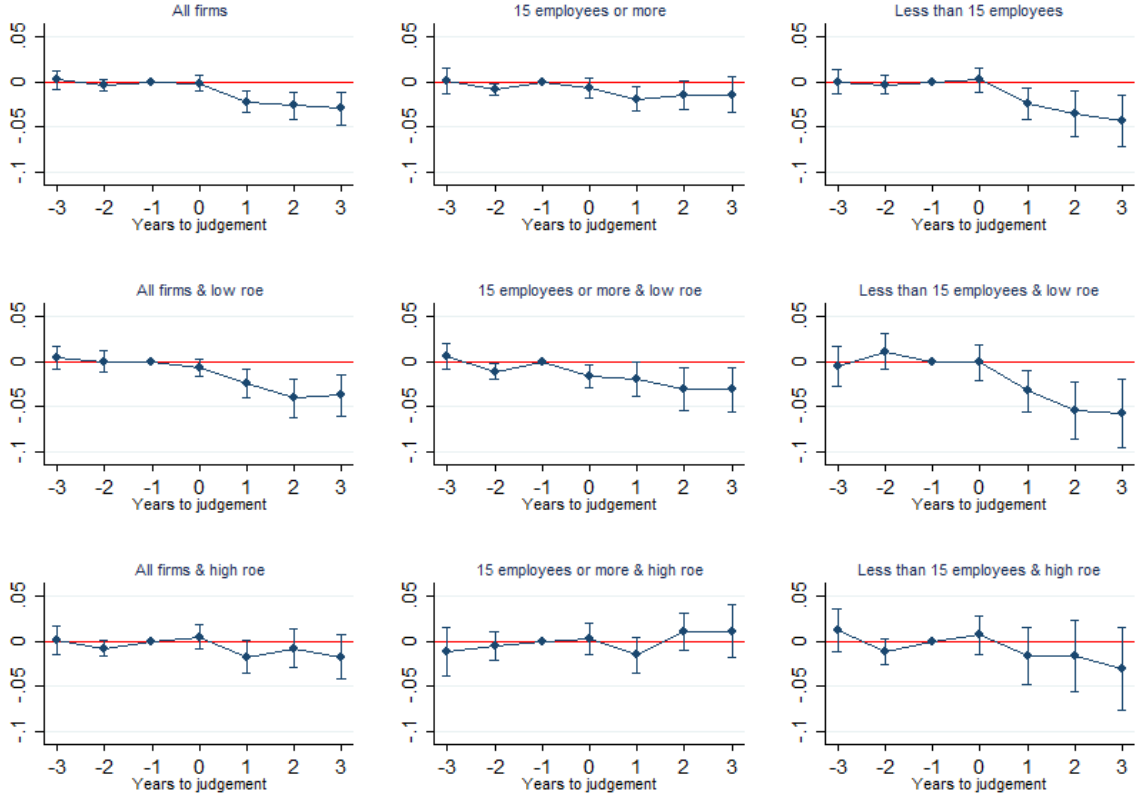 All firms
.05
0
-.05
-.1
-3 -2 -1 0 1 2 3
Years to judgement
15 employees or more
.05
0
-.05
-.1
-3 -2 -1 0 1 2 3
Years to judgement
Less than 15 employees
.05
0
-.05
-.1
-3 -2 -1 0 1 2 3
Years to judgement
All firms & low roe
.05
0
-.05
-.1
-3 -2 -1 0 1 2 3
Years to judgement
15 employees or more & low roe
.05
0
-.05
-.1
-3 -2 -1 0 1 2 3
Years to judgement
Less than 15 employees & low roe
.05
0
-.05
-.1
-3 -2 -1 0 1 2 3
Years to judgement
All firms & high roe
.05
0
-.05
-.1
-3 -2 -1 0 1 2 3
Years to judgement
15 employees or more & high roe
.05
0
-.05
-.1
-3 -2 -1 0 1 2 3
Years to judgement
Less than 15 employees & high roe
.05
0
-.05
-.1
-3 -2 -1 0 1 2 3
Years to judgement